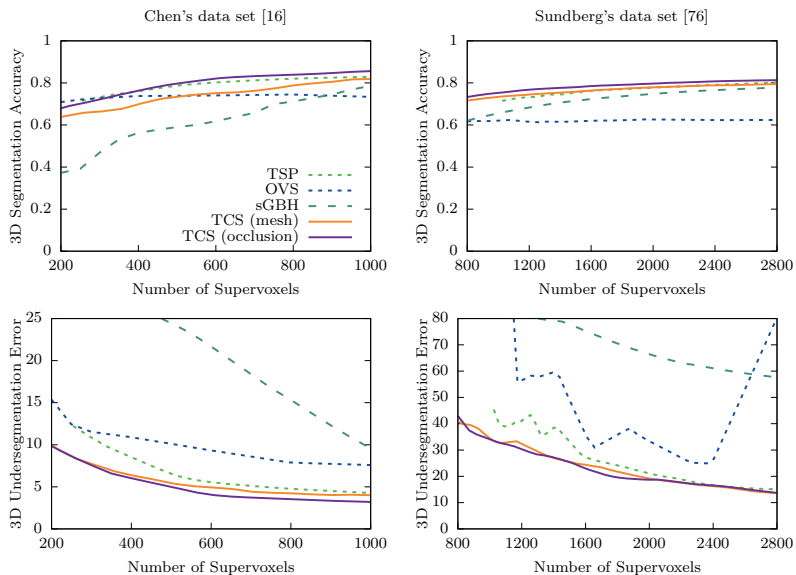 Chen's data set [16]
Sundberg's data set [76]
3D Segmentation Accuracy
1
0.8
0.6
0.4
0.2
0
TSP
OVS
sGBH
TCS (mesh)
TCS (occlusion)
200 400 600 800 1000
Number of Supervoxels
3D Segmentation Accuracy
1
0.8
0.6
0.4
0.2
0
800 1200 1600 2000 2400 2800
Number of Supervoxels
3D Undersegmentation Error
25
20
15
10
5
0
200 400 600 800 1000
Number of Supervoxels
3D Undersegmentation Error
80
70
60
50
40
30
20
10
0
800 1200 1600 2000 2400 2800
Number of Supervoxels